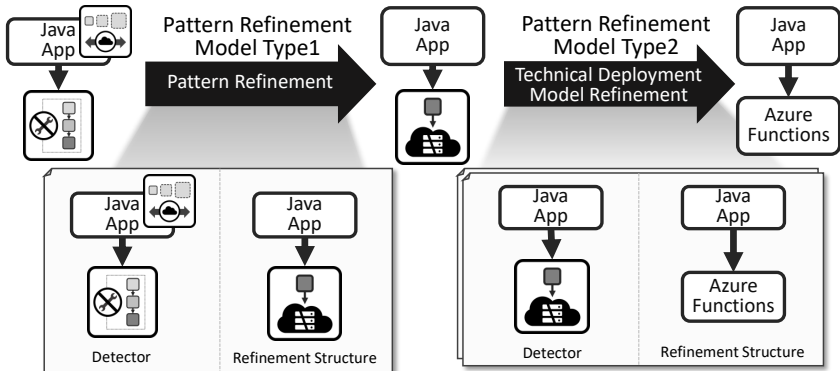 Java
App
Pattern Refinement
Model Type1
Pattern Refinement
Java
App
Pattern Refinement
Model Type2
Technical Deployment
Model Refinement
Java
App
Azure
Functions
Java
App
Detector
Java
App
Refinement Structure
Java
App
Detector
Java
App
Azure
Functions
Refinement Structure